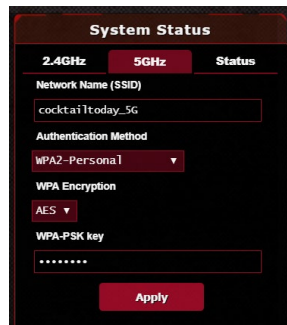 System Status
2.4GHz 5GHz Status
Network Name (SSID)
cocktailtoday_5G
Authentication Method
WPA2-Personal ▼
WPA Encryption
AES ▼
WPA-PSK key
••••••••
Apply